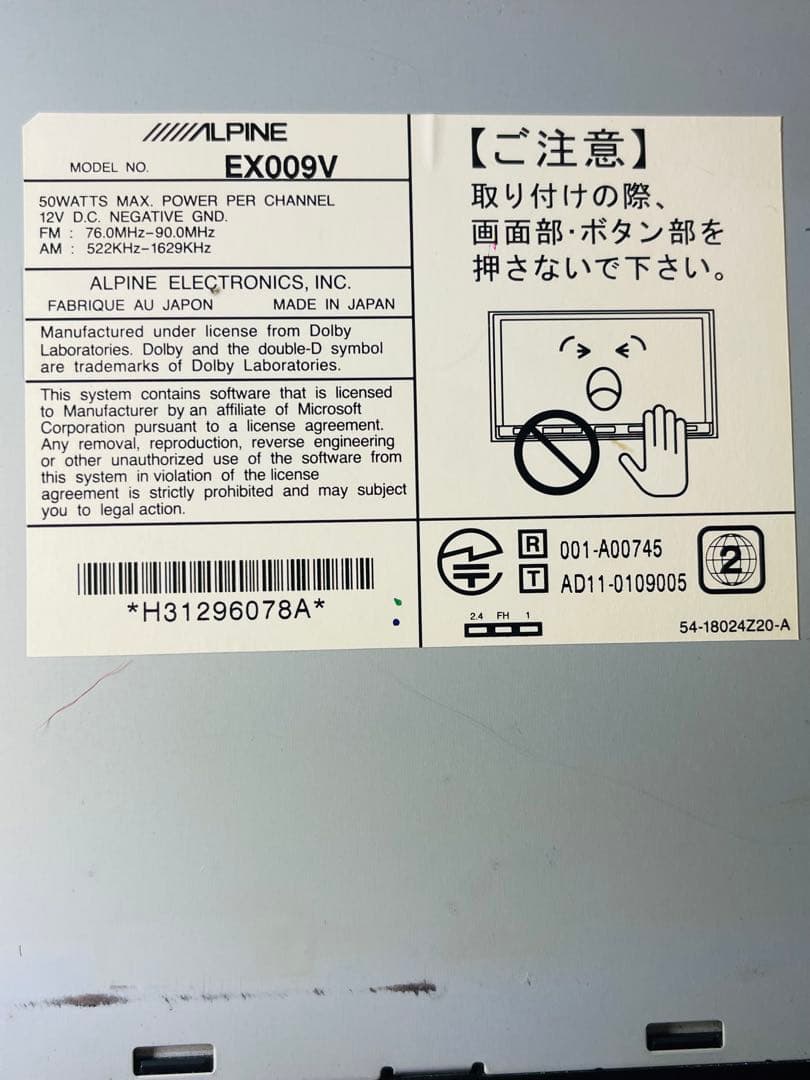 ALPINE
MODEL NO. EX009V
50WATTS MAX. POWER PER CHANNEL
12V D.C. NEGATIVE GND.
FM : 76.0MHz-90.0MHz
AM : 522KHz-1629KHz
ALPINE ELECTRONICS, INC.
FABRIQUE AU JAPON MADE IN JAPAN
Manufactured under license from Dolby
Laboratories. Dolby and the double-D symbol
are trademarks of Dolby Laboratories.
This system contains software that is licensed
to Manufacturer by an affiliate of Microsoft
Corporation pursuant to a license agreement.
Any removal, reproduction, reverse engineering
or other unauthorized use of the software from
this system in violation of the license
agreement is strictly prohibited and may subject
you to legal action.
*H31296078A*
【ご注意】
取り付けの際、
画面部・ボタン部を
押さないで下さい。
R 001-A00745
T AD11-0109005
2
2.4 FH 1
54-18024Z20-A